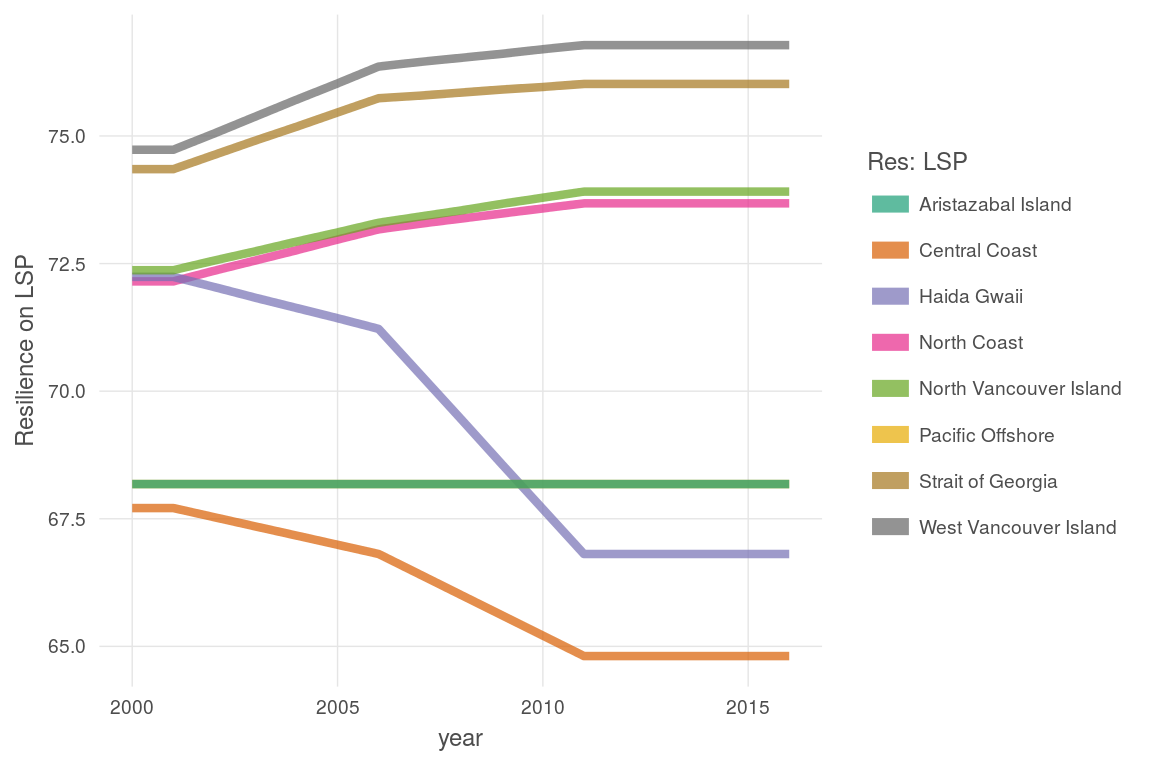 75.0
72.5
70.0
67.5
65.0
Resilience on LSP
2000
2005
2010
2015
year
Res: LSP
Aristazabal Island
Central Coast
Haida Gwaii
North Coast
North Vancouver Island
Pacific Offshore
Strait of Georgia
West Vancouver Island